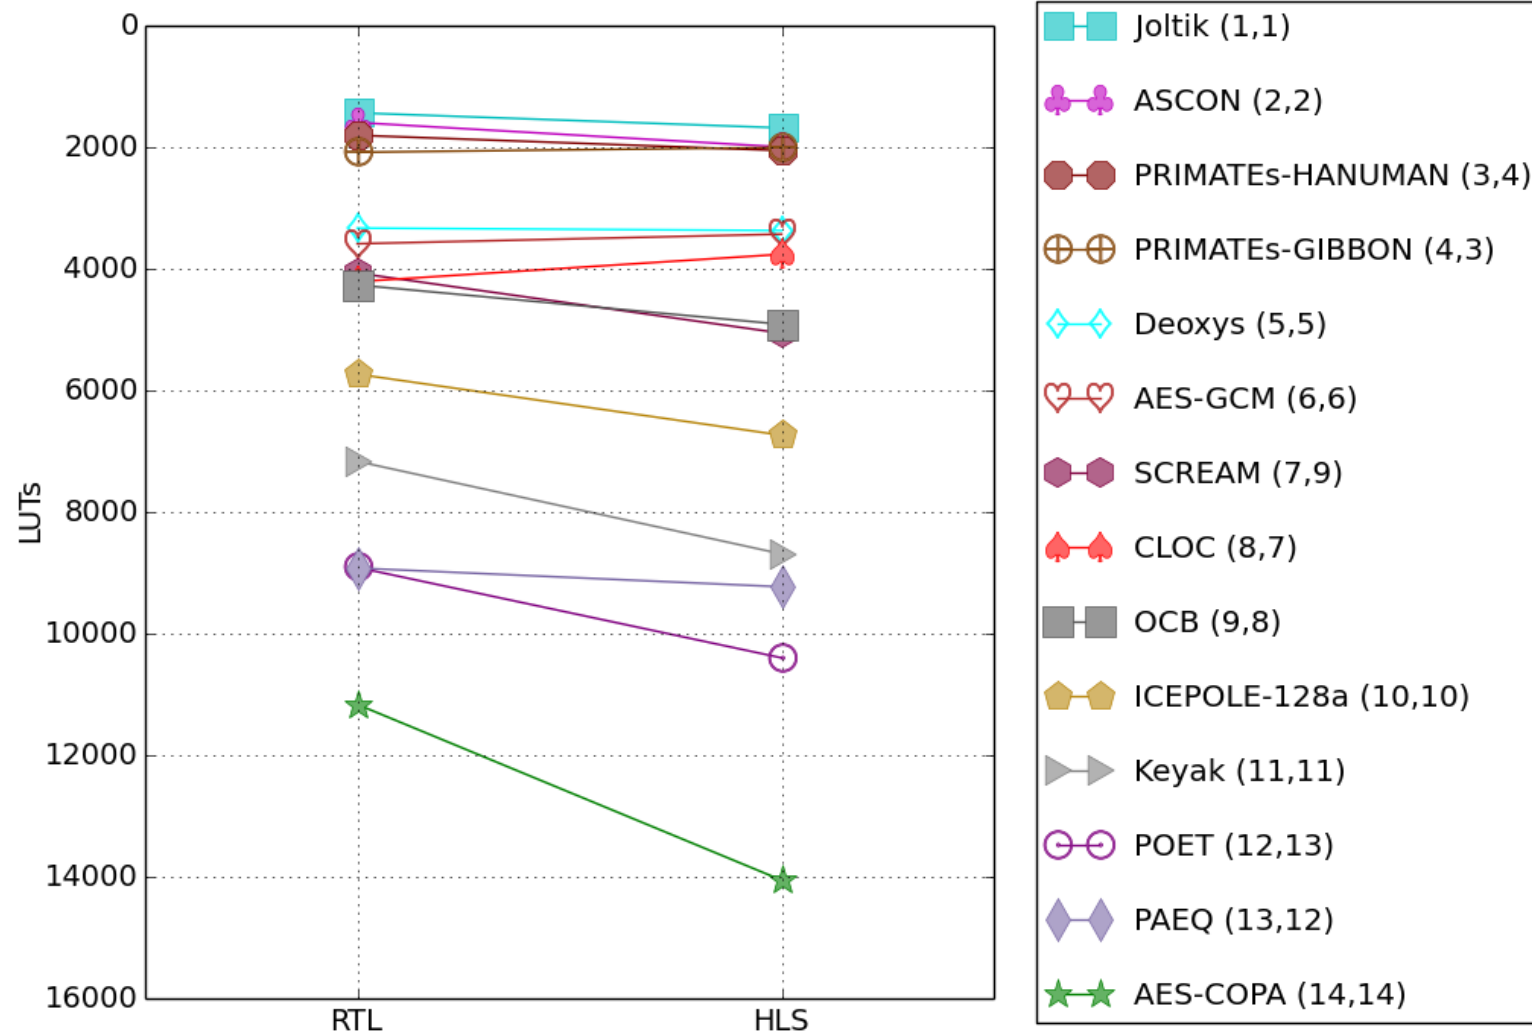 0
2000
4000
6000
8000
10000
12000
14000
16000
LUTs
RTL
HLS
Joltik (1,1)
ASCON (2,2)
PRIMATEs-HANUMAN (3,4)
PRIMATEs-GIBBON (4,3)
Deoxys (5,5)
AES-GCM (6,6)
SCREAM (7,9)
CLOC (8,7)
OCB (9,8)
ICEPOLE-128a (10,10)
Keyak (11,11)
POET (12,13)
PAEQ (13,12)
AES-COPA (14,14)